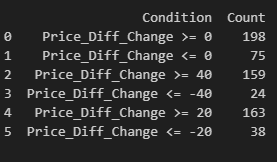 Condition Count
0 Price_Diff_Change >= 0 198
1 Price_Diff_Change <= 0 75
2 Price_Diff_Change >= 40 159
3 Price_Diff_Change <= -40 24
4 Price_Diff_Change >= 20 163
5 Price_Diff_Change <= -20 38